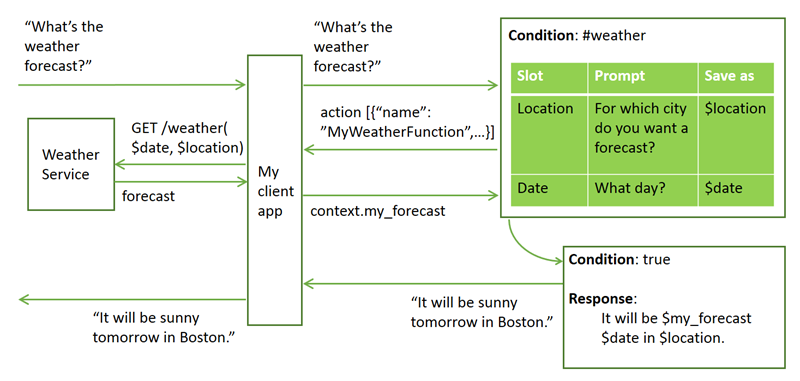 “What’s the
weather
forecast?”
“What’s the
weather
forecast?”
Condition: #weather
Slot Prompt Save as
Location For which city $location
do you want a
forecast?
Date What day? $date
action [{“name”:
”MyWeatherFunction”,...}]
GET /weather(
$date, $location)
Weather
Service
forecast
My
client
app
context.my_forecast
Condition: true
Response:
It will be $my_forecast
$date in $location.
“It will be sunny
tomorrow in Boston.”
“It will be sunny
tomorrow in Boston.”